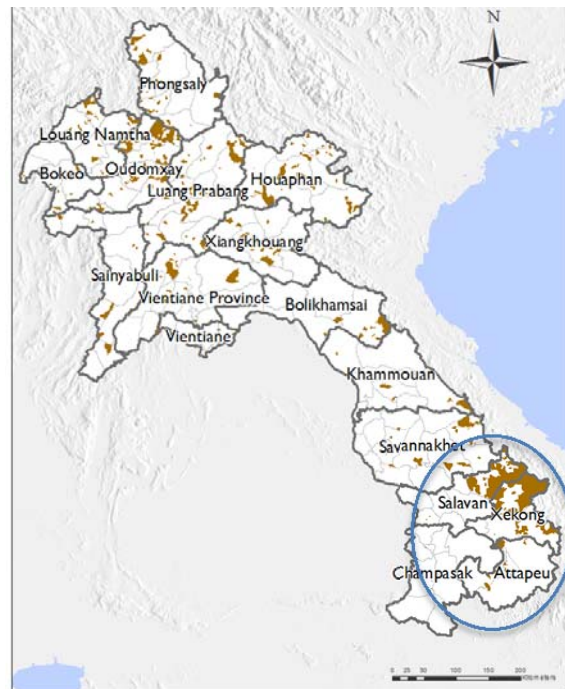 N
Phongsaly
Louang Namtha
Bokeo
Oudomxay
Luang Prabang
Houaphan
Xiangkhouang
Sainyabuli
Vientiane Province
Bolikhamsai
Vientiane
Khammouan
Savannakhet
Salavan
Xekong
Champasak
Attapeu
0 25 50 100 150 200